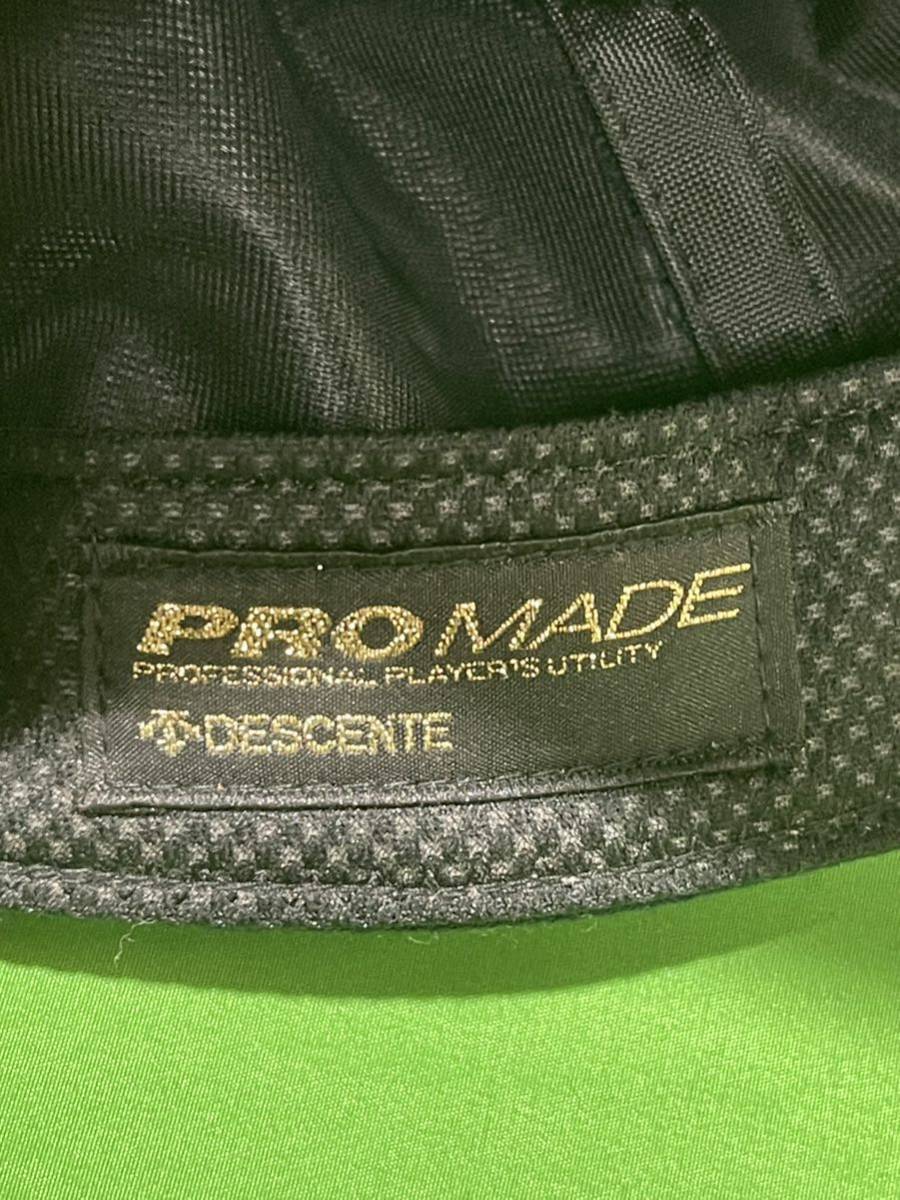 PROMADE
PROFESSIONAL PLAYER'S UTILITY
DESCENTE